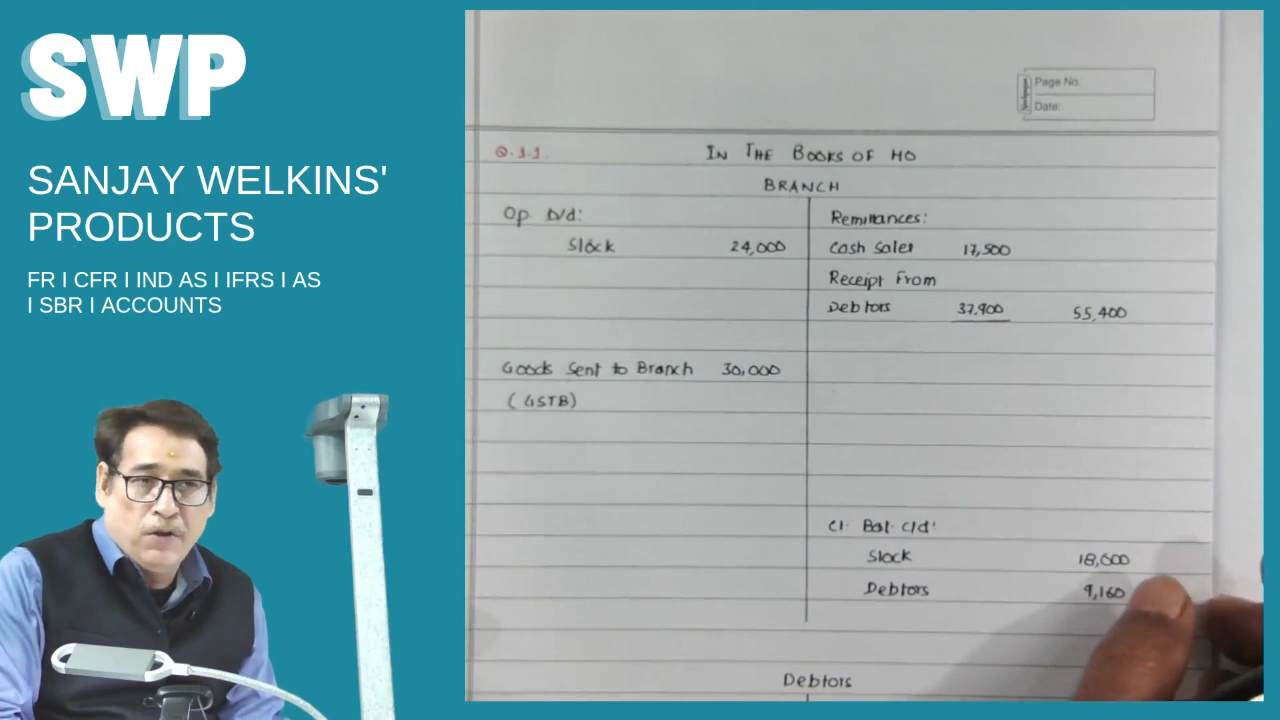 SWP
SANJAY WELKINS'
PRODUCTS
FR I CFR I IND AS I IFRS I AS
I SBR I ACCOUNTS
Page No.
Date:
Q.11.
IN THE BOOKS OF HO
BRANCH
Op b/d: Remittances:
Stock 24,000 Cash Sales 17,500
Receipt From
Debtors 37,900 55,400
Goods Sent to Branch 30,000
(GSTB)
Cl. Bal. c/d:
Stock 18,000
Debtors 9,160
Debtors